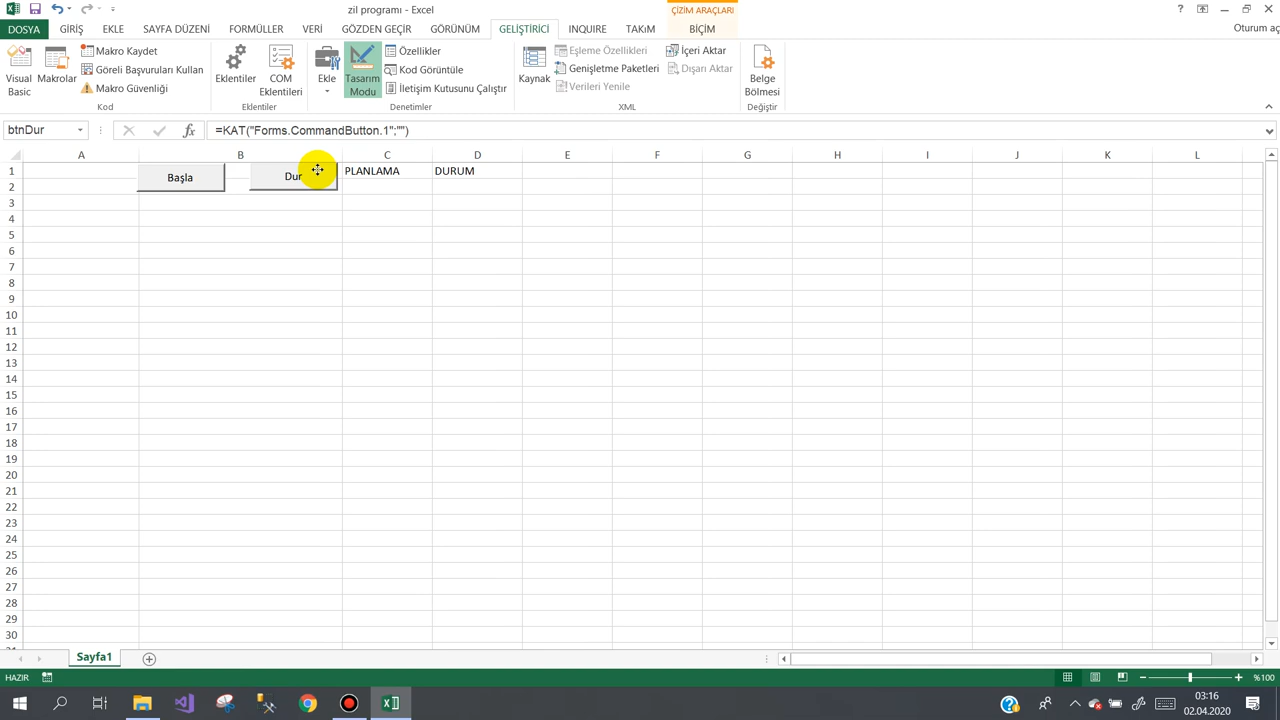 zil programı - Excel
ÇİZİM ARAÇLARI
DOSYA GİRİŞ EKLE SAYFA DÜZENİ FORMÜLLER VERİ GÖZDEN GEÇİR GÖRÜNÜM GELİŞTİRİCİ INQUIRE TAKIM BİÇİM Oturum aç
Visual Basic
Makrolar
Makro Kaydet
Göreli Başvuruları Kullan
Makro Güvenliği
Kod
Eklentiler
COM Eklentileri
Eklentiler
Ekle
Tasarım Modu
Özellikler
Kod Görüntüle
İletişim Kutusunu Çalıştır
Denetimler
Kaynak
Eşleme Özellikleri
Genişletme Paketleri
Verileri Yenile
İçeri Aktar
Dışarı Aktar
XML
Belge Bölmesi
Değiştir
btnDur
fx
=KAT("Forms.CommandButton.1";"")
A B C D E F G H I J K L
1 Başla Dur PLANLAMA DURUM
2
3
4
5
6
7
8
9
10
11
12
13
14
15
16
17
18
19
20
21
22
23
24
25
26
27
28
29
30
Sayfa1
HAZIR
%100
03:16
02.04.2020